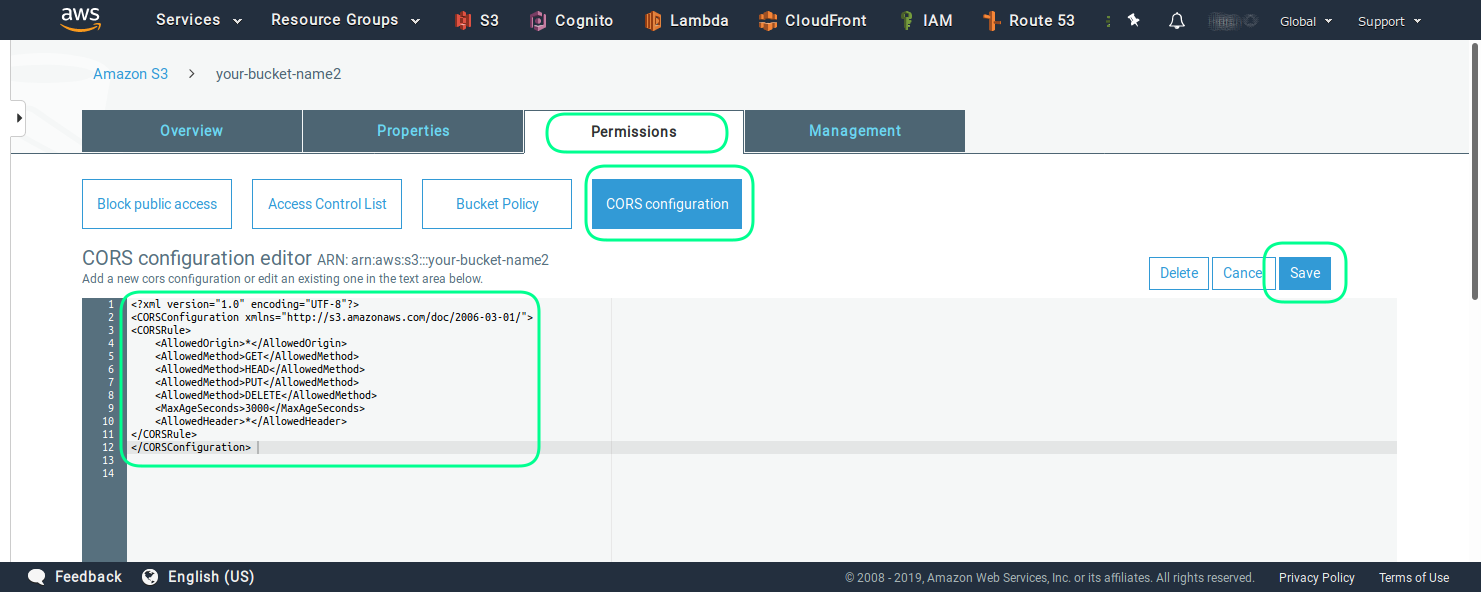 aws Services Resource Groups S3 Cognito Lambda CloudFront IAM Route 53 Global Support
Amazon S3 your-bucket-name2
Overview Properties Permissions Management
Block public access Access Control List Bucket Policy CORS configuration
CORS configuration editor ARN: arn:aws:s3:::your-bucket-name2
Add a new cors configuration or edit an existing one in the text area below.
Delete Cance Save
1 <?xml version="1.0" encoding="UTF-8"?>
2 <CORSConfiguration xmlns="http://s3.amazonaws.com/doc/2006-03-01/">
3 <CORSRule>
4 <AllowedOrigin>*</AllowedOrigin>
5 <AllowedMethod>GET</AllowedMethod>
6 <AllowedMethod>HEAD</AllowedMethod>
7 <AllowedMethod>PUT</AllowedMethod>
8 <AllowedMethod>DELETE</AllowedMethod>
9 <MaxAgeSeconds>3000</MaxAgeSeconds>
10 <AllowedHeader>*</AllowedHeader>
11 </CORSRule>
12 </CORSConfiguration>
13
14
Feedback English (US) © 2008 - 2019, Amazon Web Services, Inc. or its affiliates. All rights reserved. Privacy Policy Terms of Use